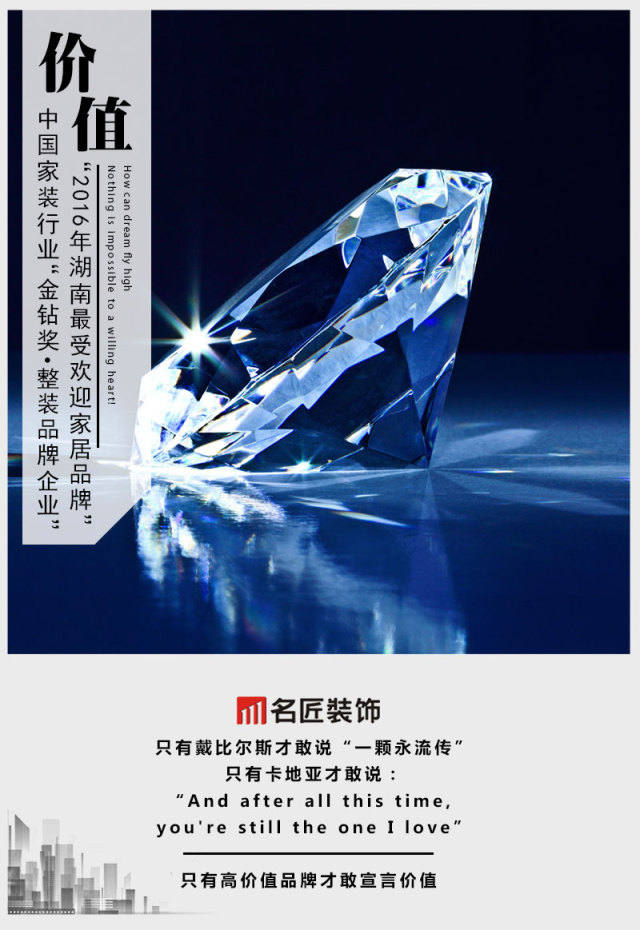 价值
“2016年湖南最受欢迎家居品牌”
中国家装行业“金钻奖·整装品牌企业”
How can dream fly high
Nothing is impossible to a willing heart!
名匠装饰
只有戴比尔斯才敢说“一颗永流传”
只有卡地亚才敢说：
“And after all this time,
you're still the one I love”
只有高价值品牌才敢宣言价值